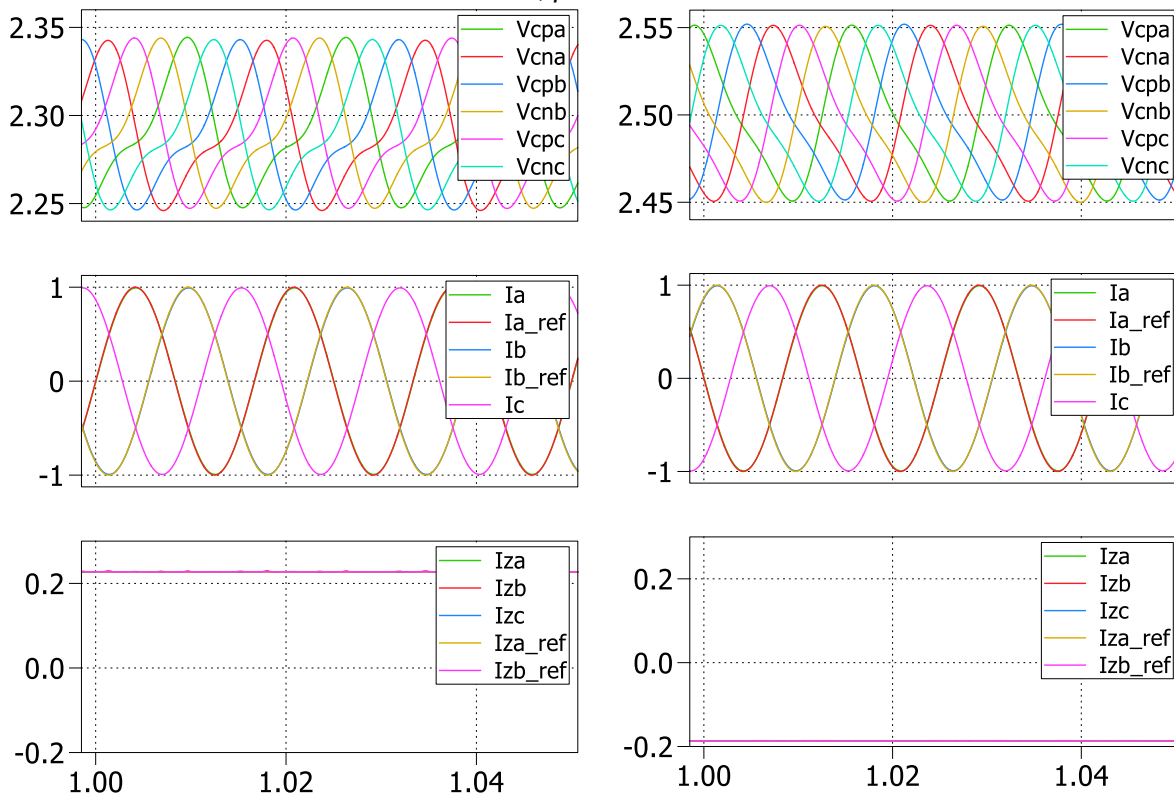 2.35
2.30
2.25
Vcpa
Vcna
Vcpb
Vcnb
Vcpc
Vcnc
2.55
2.50
2.45
Vcpa
Vcna
Vcpb
Vcnb
Vcpc
Vcnc
1
0
-1
Ia
Ia_ref
Ib
Ib_ref
Ic
1
0
-1
Ia
Ia_ref
Ib
Ib_ref
Ic
0.2
0.0
-0.2
Iza
Izb
Izc
Iza_ref
Izb_ref
1.00 1.02 1.04
0.2
0.0
-0.2
Iza
Izb
Izc
Iza_ref
Izb_ref
1.00 1.02 1.04